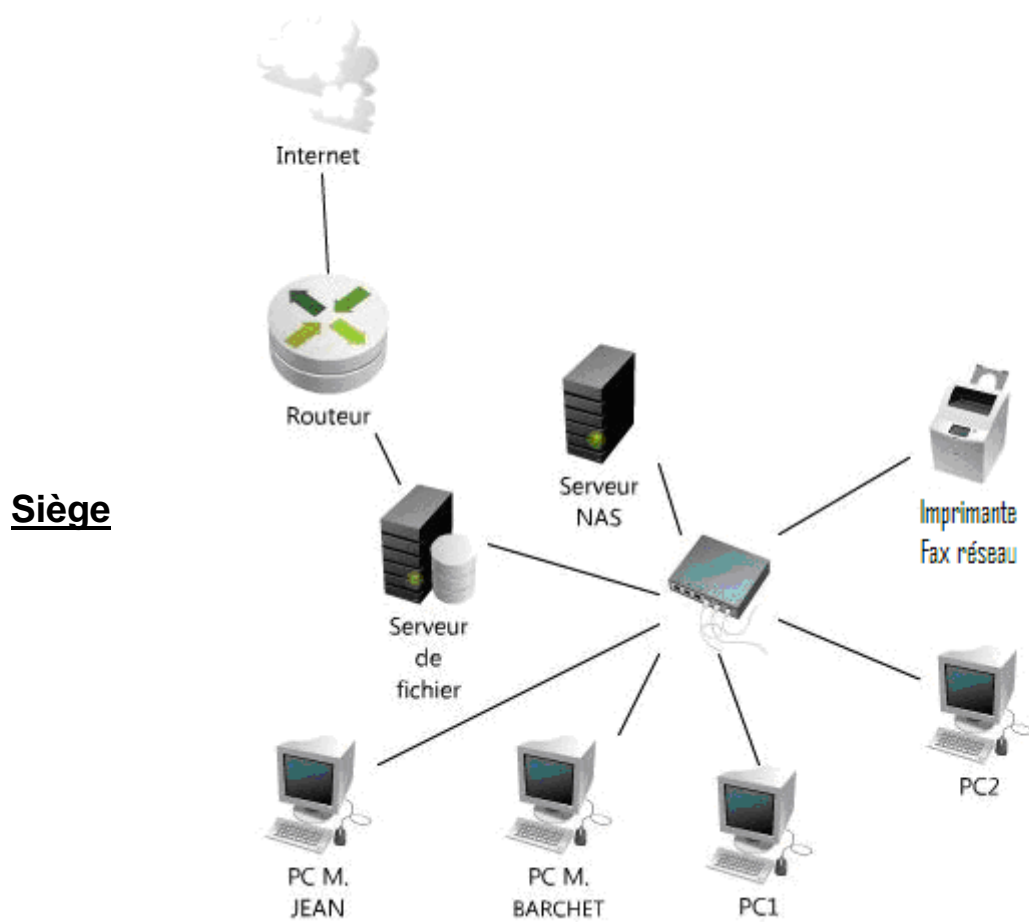 Internet
Routeur
Serveur
NAS
Imprimante
Fax réseau
Siège
Serveur
de
fichier
PC2
PC M.
JEAN
PC M.
BARCHET
PC1